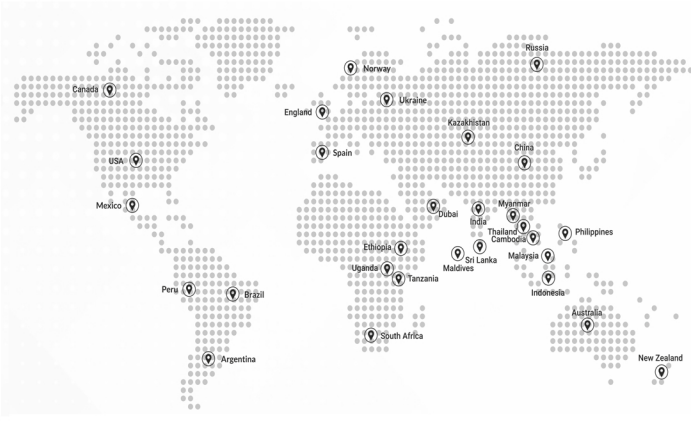 Russia
Norway
Canada
Ukraine
England
Kazakhstan
China
Spain
USA
Mexico
Myanmar
Dubai
India
Thailand
Philippines
Cambodia
Ethiopia
Malaysia
Sri Lanka
Maldives
Uganda
Tanzania
Peru
Brazil
Indonesia
Australia
South Africa
Argentina
New Zealand